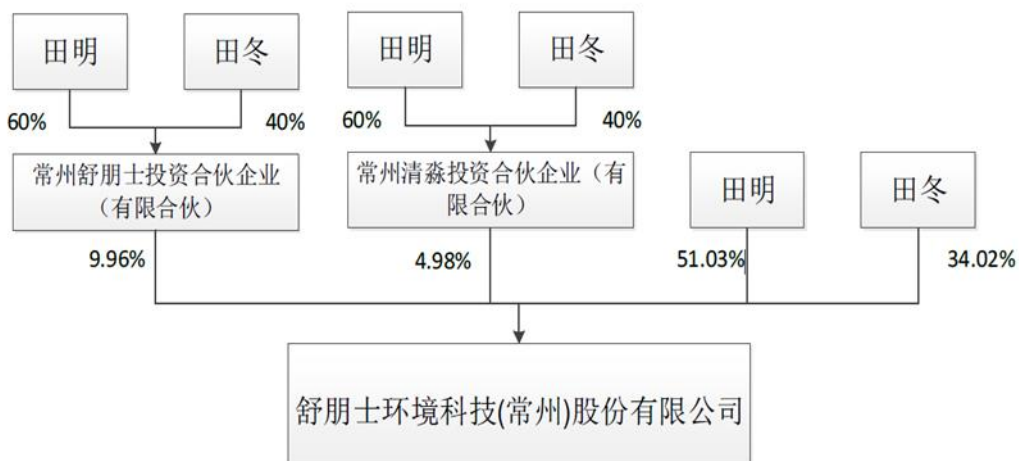 田明
田冬
田明
田冬
60%
40%
60%
40%
常州舒朋士投资合伙企业
（有限合伙）
常州清淼投资合伙企业（有
限合伙）
田明
田冬
9.96%
4.98%
51.03%
34.02%
舒朋士环境科技(常州)股份有限公司